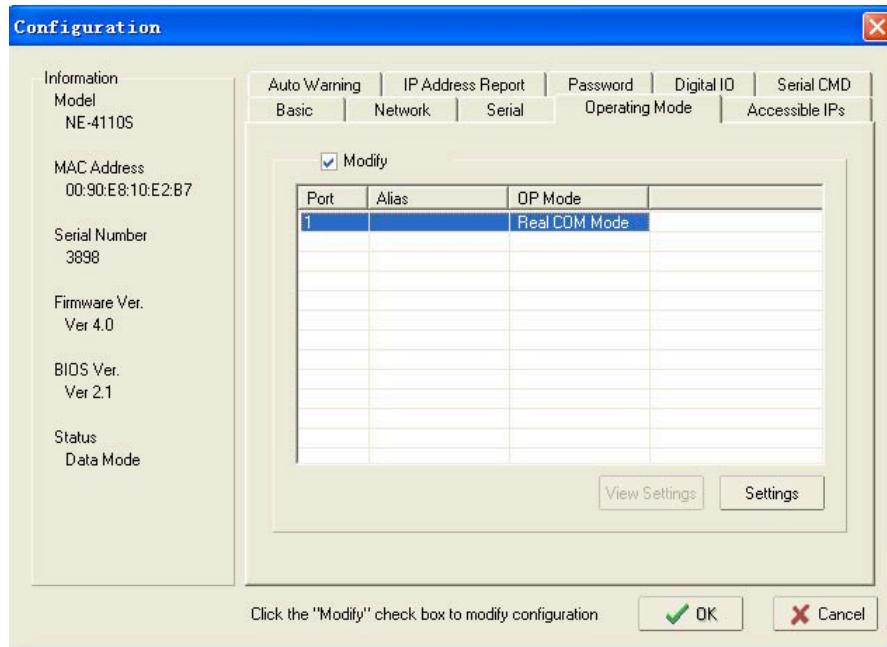 Configuration
Information
Model
NE-4110S
MAC Address
00:90:E8:10:E2:B7
Serial Number
3898
Firmware Ver.
Ver 4.0
BIOS Ver.
Ver 2.1
Status
Data Mode
Auto Warning IP Address Report Password Digital IO Serial CMD
Basic Network Serial Operating Mode Accessible IPs
Modify
Port Alias OP Mode
1 Real COM Mode
View Settings Settings
Click the "Modify" check box to modify configuration OK Cancel